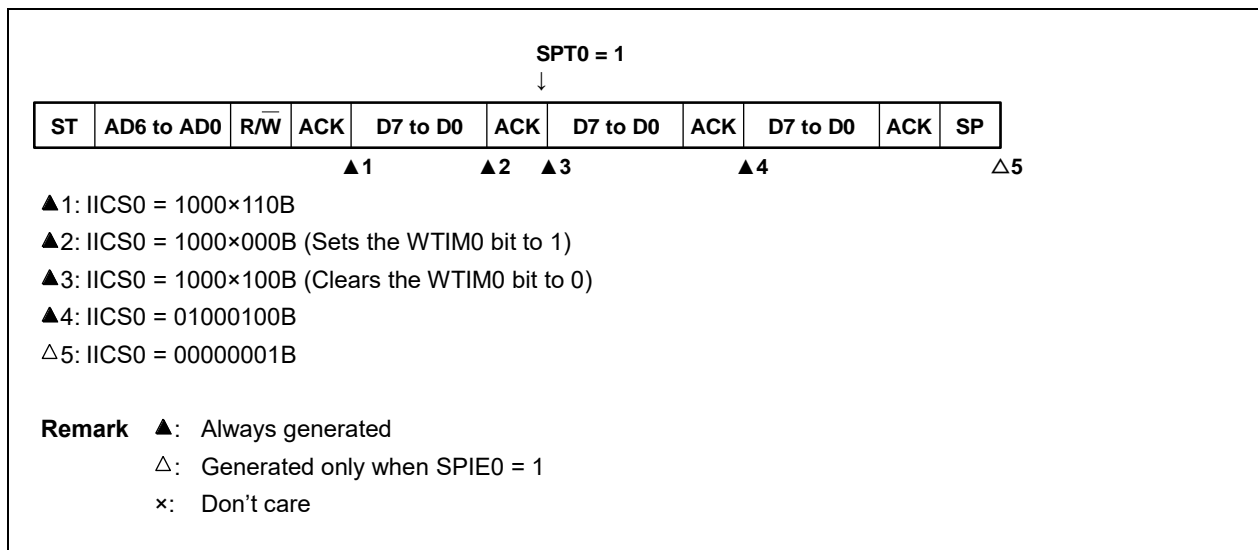 SPT0 = 1
↓
ST AD6 to AD0 R/W̅ ACK D7 to D0 ACK D7 to D0 ACK D7 to D0 ACK SP
▲1 ▲2 ▲3 ▲4 △5
▲1: IICS0 = 1000×110B
▲2: IICS0 = 1000×000B (Sets the WTIM0 bit to 1)
▲3: IICS0 = 1000×100B (Clears the WTIM0 bit to 0)
▲4: IICS0 = 01000100B
△5: IICS0 = 00000001B
Remark ▲: Always generated
△: Generated only when SPIE0 = 1
×: Don’t care